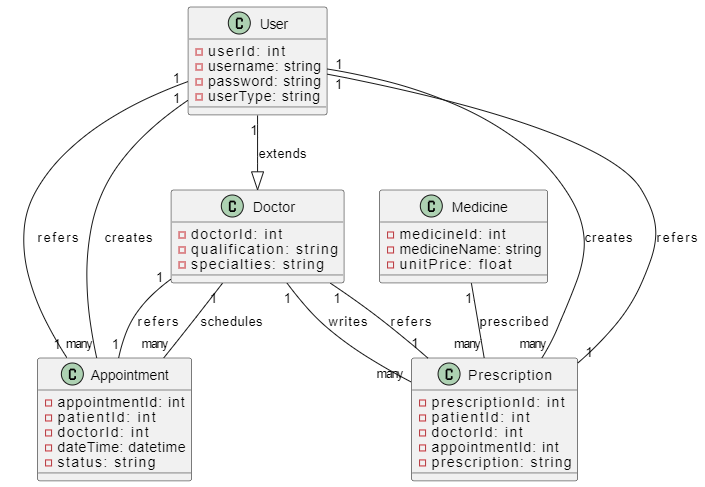 C User
userId: int
username: string
password: string
userType: string
1
1
1
1
1
extends
C Doctor
doctorId: int
qualification: string
specialties: string
C Medicine
medicineId: int
medicineName: string
unitPrice: float
refers
creates
creates
refers
1
1
1
1
1
refers
schedules
writes
refers
prescribed
1
many
1
many
many
1
many
many
1
C Appointment
appointmentId: int
patientId: int
doctorId: int
dateTime: datetime
status: string
C Prescription
prescriptionId: int
patientId: int
doctorId: int
appointmentId: int
prescription: string